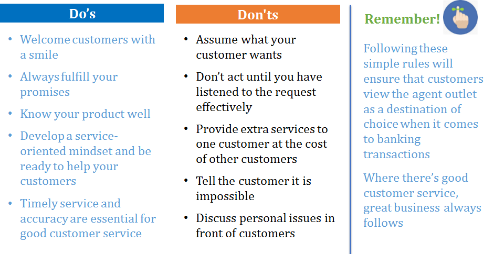 Do's
• Welcome customers with
a smile
• Always fulfill your
promises
• Know your product well
• Develop a service-
oriented mindset and be
ready to help your
customers
• Timely service and
accuracy are essential for
good customer service
Don'ts
• Assume what your
customer wants
• Don't act until you have
listened to the request
effectively
• Provide extra services to
one customer at the cost
of other customers
• Tell the customer it is
impossible
• Discuss personal issues in
front of customers
Remember!
Following these
simple rules will
ensure that customers
view the agent outlet
as a destination of
choice when it comes
to banking
transactions
Where there's good
customer service,
great business always
follows